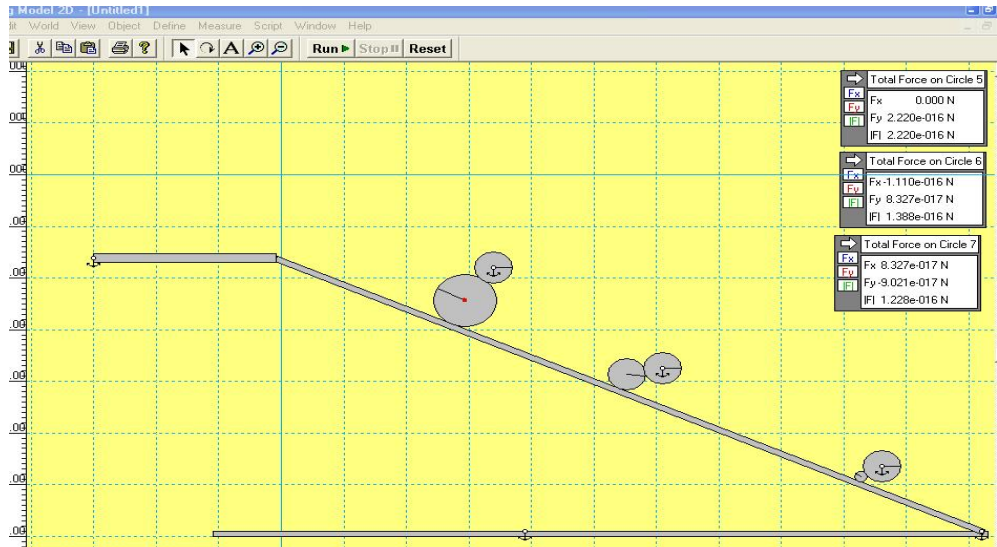 g Model 2D - [Untitled1]
dit World View Object Define Measure Script Window Help
A Run Stop Reset
Total Force on Circle 5
Fx Fx 0.000 N
Fy Fy 2.220e-016 N
|F| |F| 2.220e-016 N
Total Force on Circle 6
Fx Fx -1.110e-016 N
Fy Fy 8.327e-017 N
|F| |F| 1.388e-016 N
Total Force on Circle 7
Fx Fx 8.327e-017 N
Fy Fy -9.021e-017 N
|F| |F| 1.228e-016 N